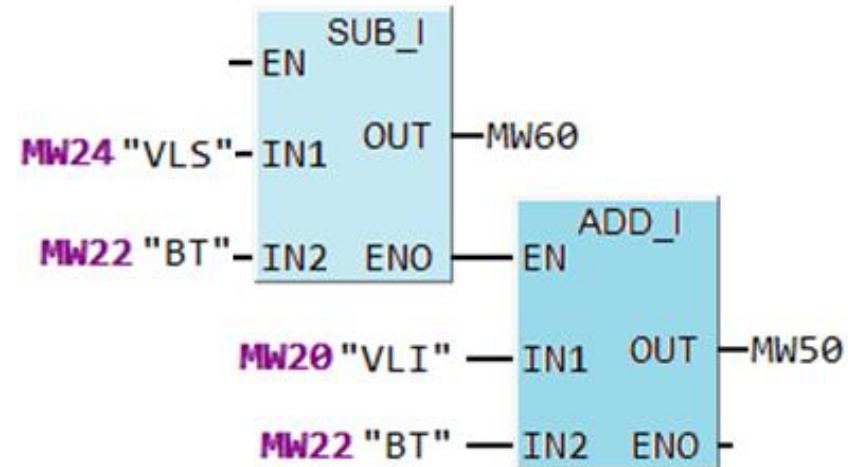 SUB_I
EN
MW24 "VLS" IN1 OUT MW60
MW22 "BT" IN2 ENO
ADD_I
EN
MW20 "VLI" IN1 OUT MW50
MW22 "BT" IN2 ENO